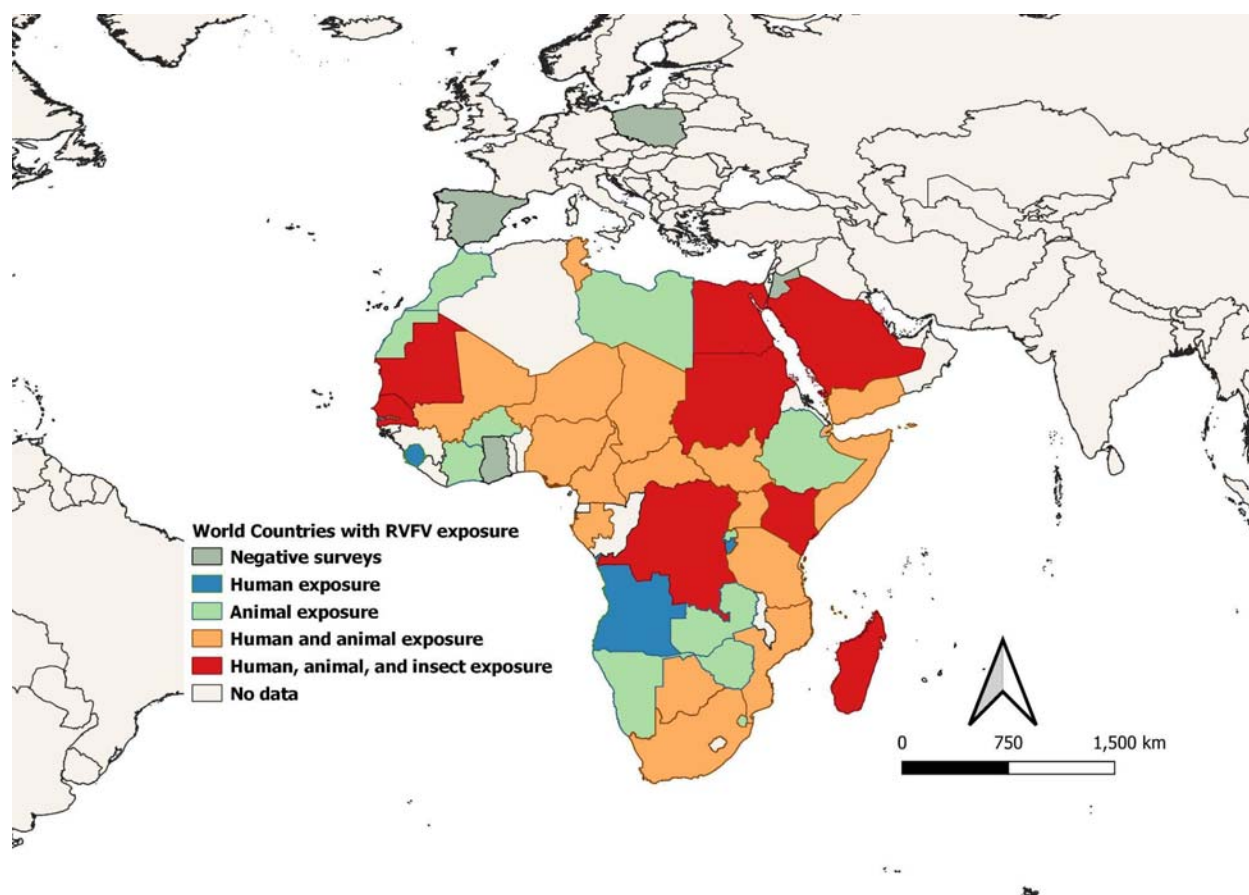 World Countries with RVFV exposure
Negative surveys
Human exposure
Animal exposure
Human and animal exposure
Human, animal, and insect exposure
No data
0 750 1,500 km